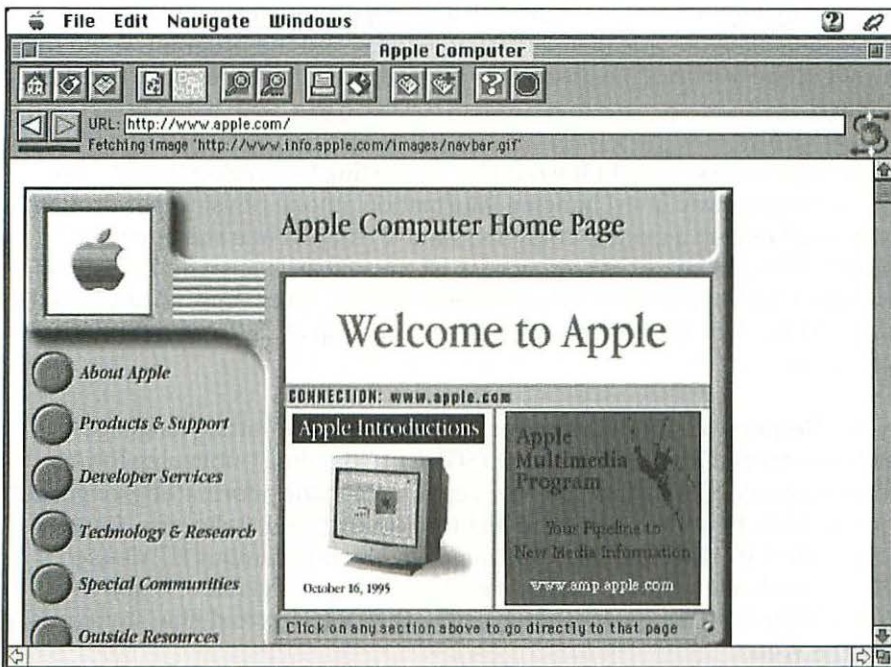 File Edit Navigate Windows
Apple Computer
URL: http://www.apple.com/
Fetching image 'http://www.info.apple.com/images/navbar.gif'
Apple Computer Home Page
Welcome to Apple
CONNECTION: www.apple.com
About Apple
Products & Support
Developer Services
Technology & Research
Special Communities
Outside Resources
Apple Introductions
October 16, 1995
Apple
Multimedia
Program
Your Pipeline to
New Media Information
www.amp.apple.com
Click on any section above to go directly to that page